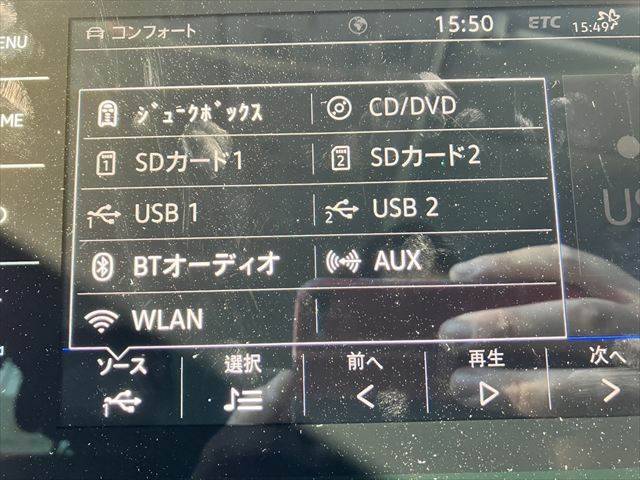 コンフォート 15:50 ETC 15:49
ENU
ジュークボックス CD/DVD
SDカード1 SDカード2
USB 1 USB 2
BTオーディオ AUX
WLAN
ソース 選択 前へ 再生 次へ